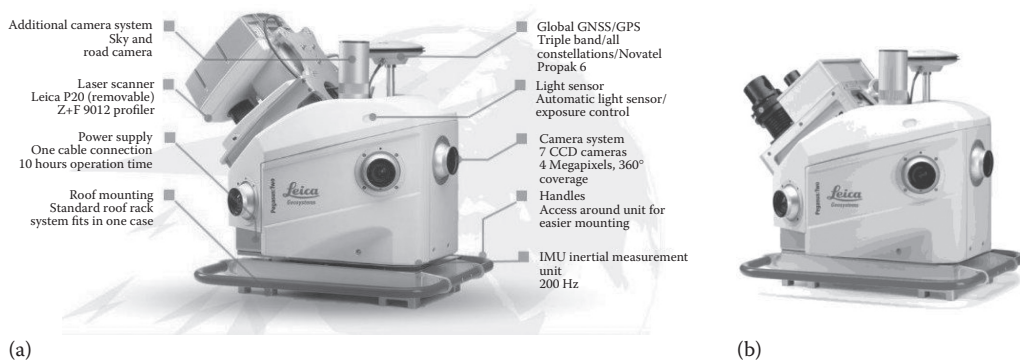 Additional camera system
Sky and
road camera
Laser scanner
Leica P20 (removable)
Z+F 9012 profiler
Power supply
One cable connection
10 hours operation time
Roof mounting
Standard roof rack
system fits in one case
Global GNSS/GPS
Triple band/all
constellations/Novatel
Propak 6
Light sensor
Automatic light sensor/
exposure control
Camera system
7 CCD cameras
4 Megapixels, 360°
coverage
Handles
Access around unit for
easier mounting
IMU inertial measurement
unit
200 Hz
Pegasus:Two
Leica
Geosystems
(a)
Pegasus:Two
Leica
Geosystems
(b)